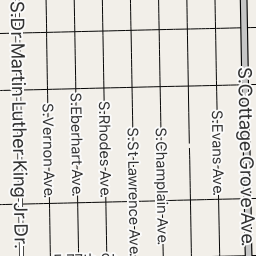 S: Dr: Martin: Luther: King: Jr: Dr:
S: Vernon: Ave:
S: Eberhart: Ave:
S: Rhodes: Ave:
S: St: Lawrence: Ave:
S: Champlain: Ave:
S: Evans: Ave:
S: Cottage: Grove: Ave: